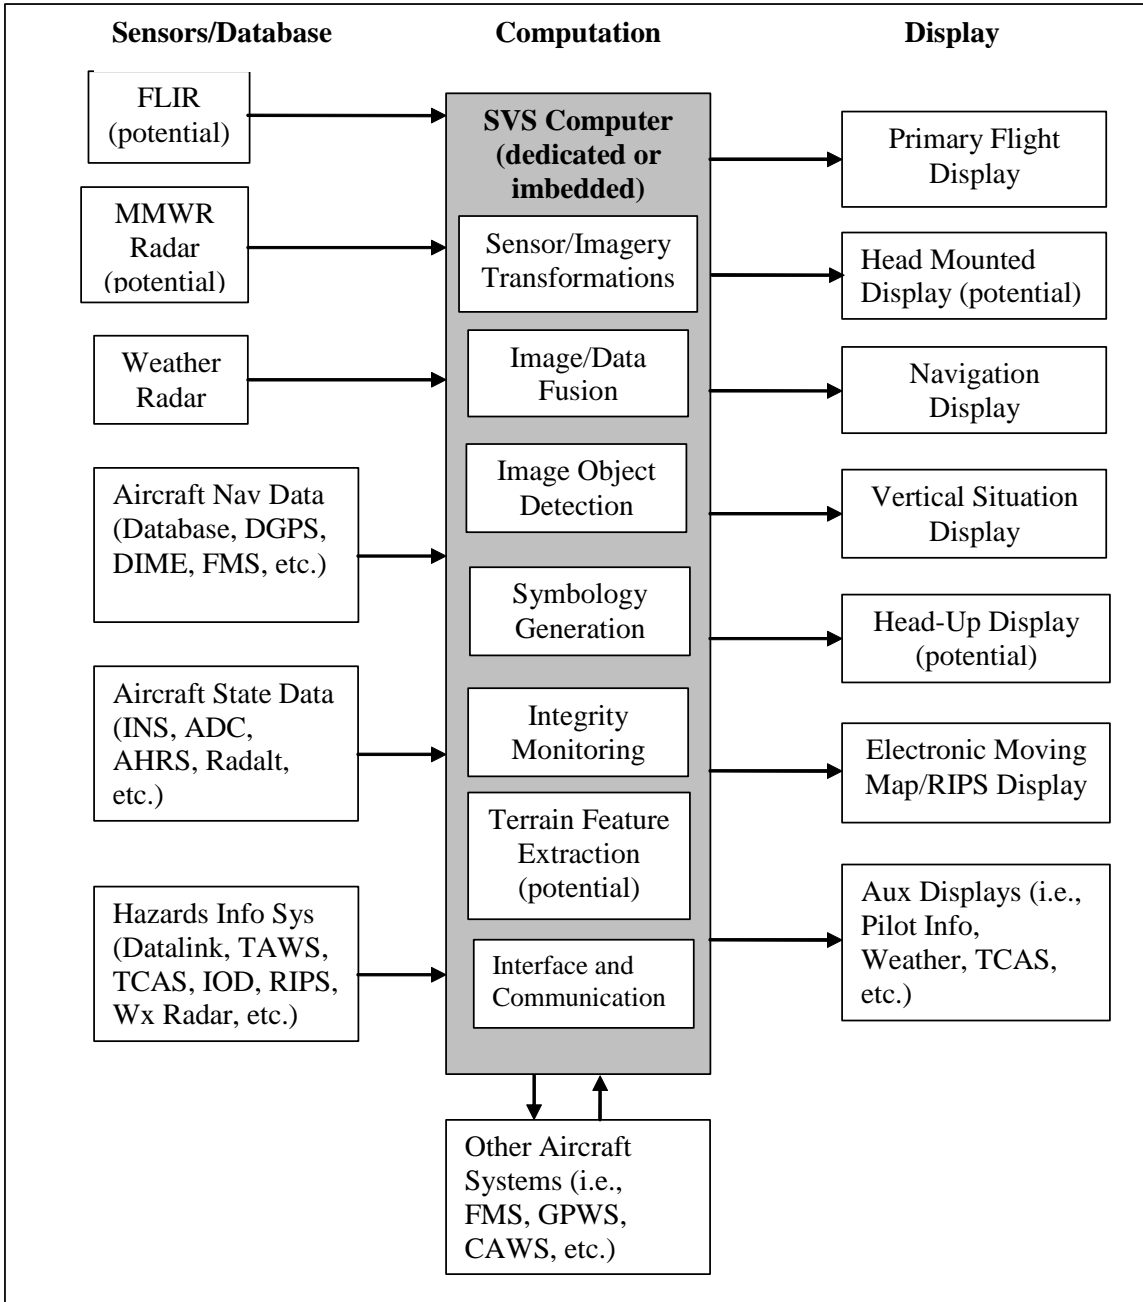 Sensors/Database
Computation
Display
FLIR
(potential)
MMWR
Radar
(potential)
Weather
Radar
Aircraft Nav Data
(Database, DGPS,
DIME, FMS, etc.)
Aircraft State Data
(INS, ADC,
AHRS, Radalt,
etc.)
Hazards Info Sys
(Datalink, TAWS,
TCAS, IOD, RIPS,
Wx Radar, etc.)
SVS Computer
(dedicated or
imbedded)
Sensor/Imagery
Transformations
Image/Data
Fusion
Image Object
Detection
Symbology
Generation
Integrity
Monitoring
Terrain Feature
Extraction
(potential)
Interface and
Communication
Other Aircraft
Systems (i.e.,
FMS, GPWS,
CAWS, etc.)
Primary Flight
Display
Head Mounted
Display (potential)
Navigation
Display
Vertical Situation
Display
Head-Up Display
(potential)
Electronic Moving
Map/RIPS Display
Aux Displays (i.e.,
Pilot Info,
Weather, TCAS,
etc.)